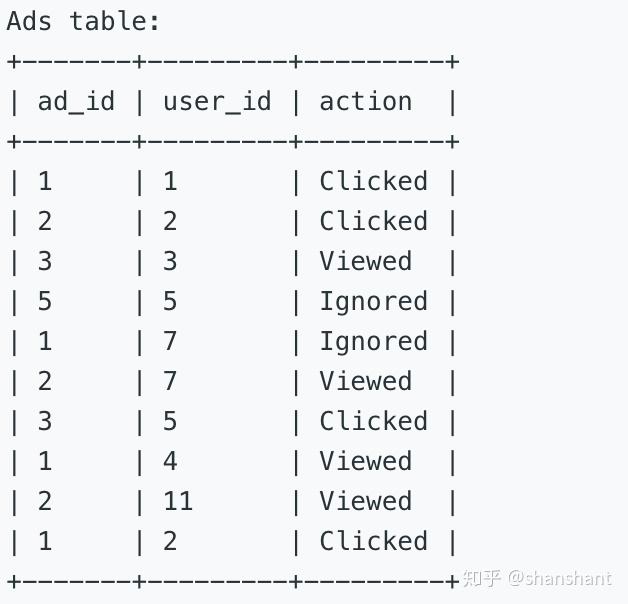 Ads table:
+-------+---------+---------+
| ad_id | user_id | action  |
+-------+---------+---------+
| 1     | 1       | Clicked |
| 2     | 2       | Clicked |
| 3     | 3       | Viewed  |
| 5     | 5       | Ignored |
| 1     | 7       | Ignored |
| 2     | 7       | Viewed  |
| 3     | 5       | Clicked |
| 1     | 4       | Viewed  |
| 2     | 11      | Viewed  |
| 1     | 2       | Clicked |
+-------+---------+---------+
知乎 @shanshant